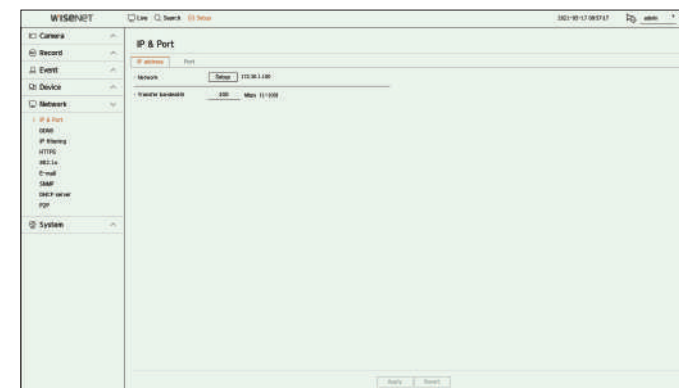 WISENET
Live Search Setup
admin
Camera
Record
Event
Device
Network
IP & Port
DDNS
IP filtering
HTTPS
802.1x
E-mail
SNMP
DHCP server
P2P
System
IP & Port
IP address Port
Network Setup
Transfer bandwidth 100
Apply Revert